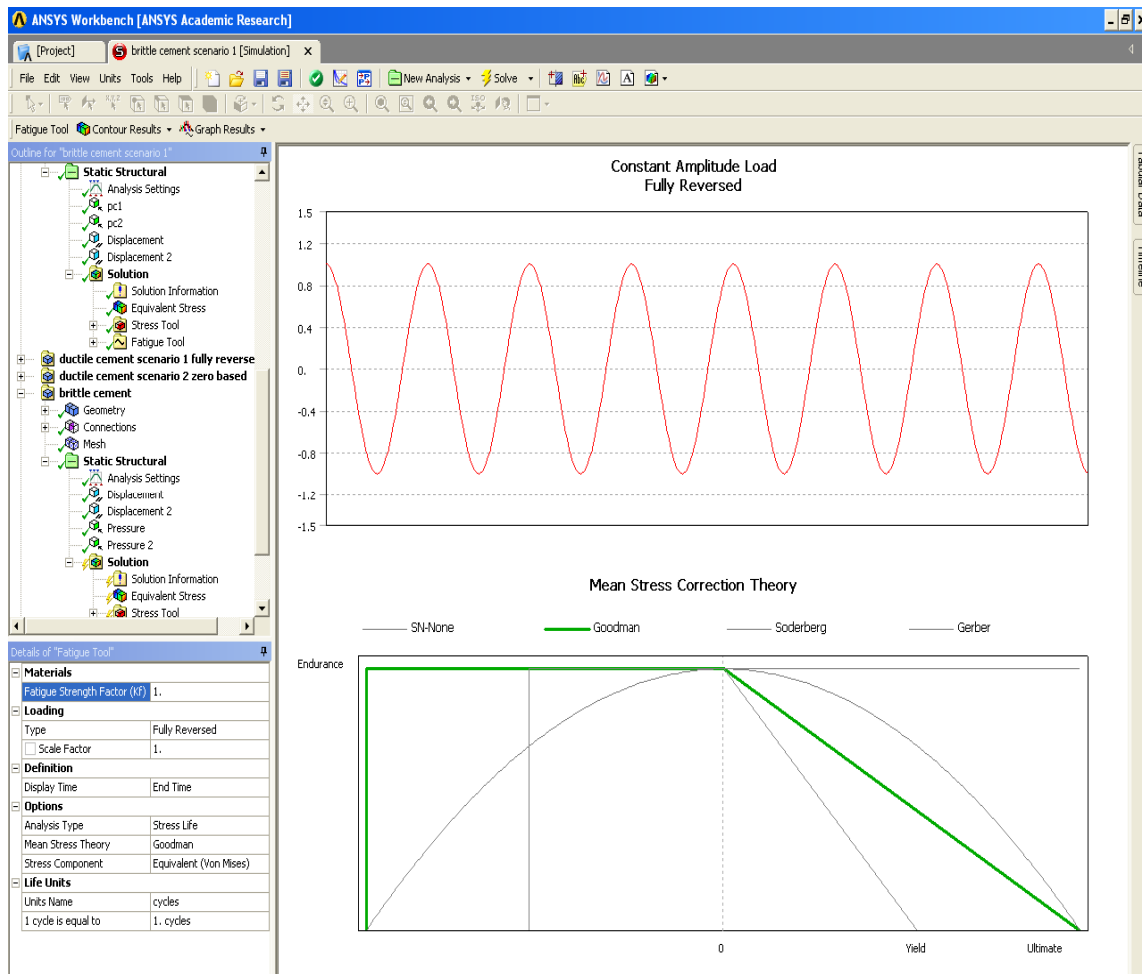 ANSYS Workbench [ANSYS Academic Research]
[Project] brittle cement scenario 1 [Simulation] X
File Edit View Units Tools Help New Analysis Solve
Fatigue Tool Contour Results Graph Results
Outline for "brittle cement scenario 1"
Static Structural
Analysis Settings
pc1
pc2
Displacement
Displacement 2
Solution
Solution Information
Equivalent Stress
Stress Tool
Fatigue Tool
ductile cement scenario 1 fully reverse
ductile cement scenario 2 zero based
brittle cement
Geometry
Connections
Mesh
Static Structural
Analysis Settings
Displacement
Displacement 2
Pressure
Pressure 2
Solution
Solution Information
Equivalent Stress
Stress Tool
Details of "Fatigue Tool"
Materials
Fatigue Strength Factor (Kf) 1.
Loading
Type Fully Reversed
Scale Factor 1.
Definition
Display Time End Time
Options
Analysis Type Stress Life
Mean Stress Theory Goodman
Stress Component Equivalent (Von Mises)
Life Units
Units Name cycles
1 cycle is equal to 1. cycles
Constant Amplitude Load
Fully Reversed
1.5
1.2
0.8
0.4
0.
-0.4
-0.8
-1.2
-1.5
Mean Stress Correction Theory
SN-None Goodman Soderberg Gerber
Endurance
0 Yield Ultimate